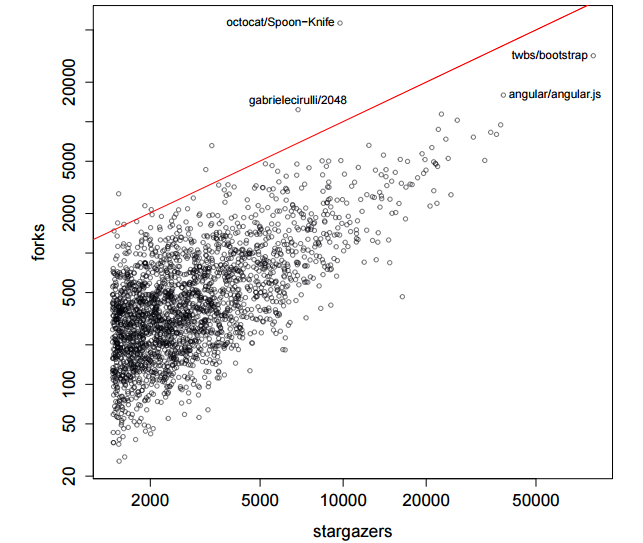 octocat/Spoon−Knife
twbs/bootstrap
angular/angular.js
gabrielecirulli/2048
forks
20000
5000
2000
500
100
50
20
2000
5000
10000
20000
50000
stargazers